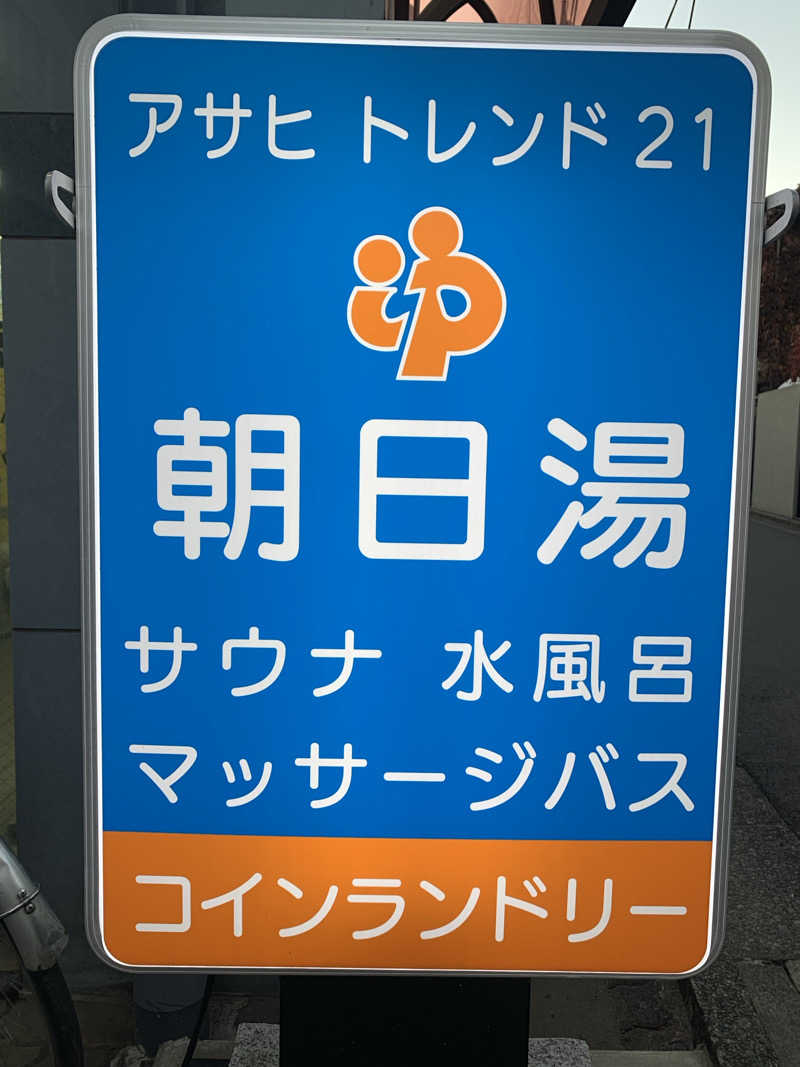 アサヒ トレンド 21
ゆ
朝日湯
サウナ 水風呂
マッサージバス
コインランドリー